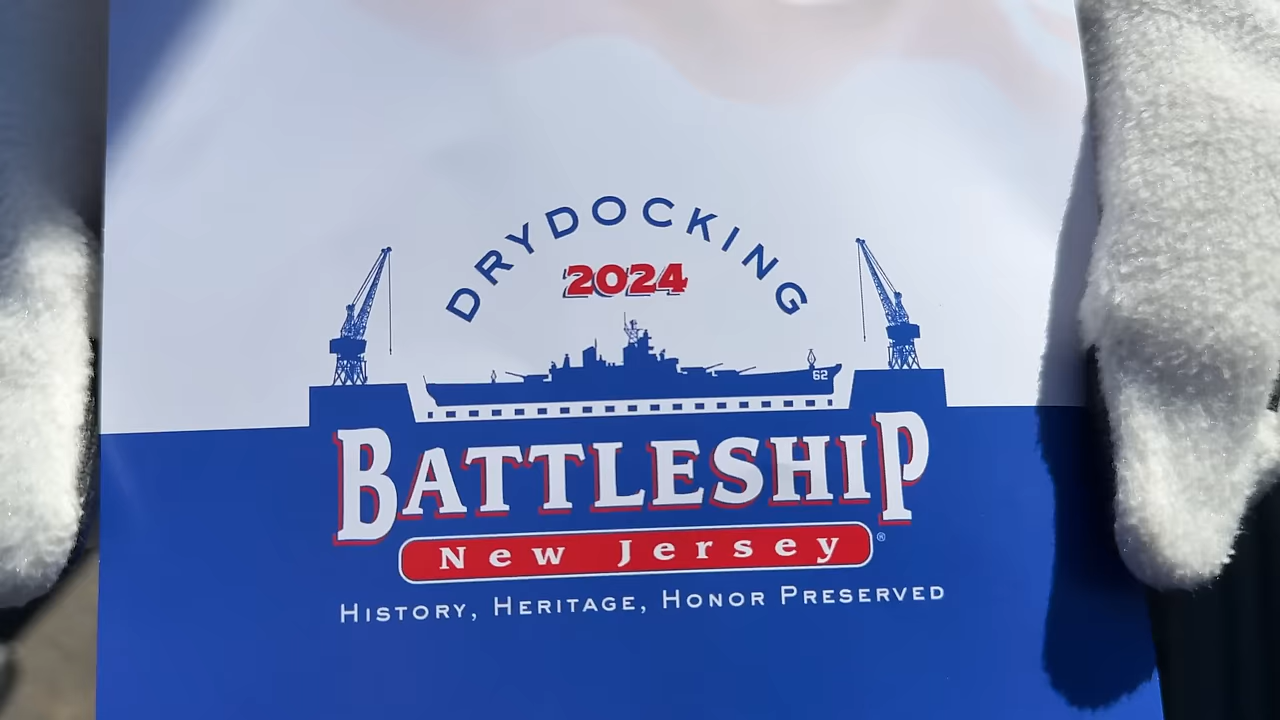 DRYDOCKING
2024
62
BATTLESHIP
New Jersey®
HISTORY, HERITAGE, HONOR PRESERVED